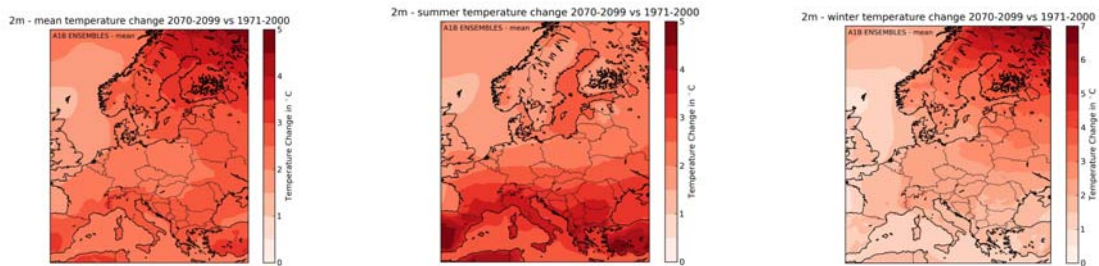 2m - mean temperature change 2070-2099 vs 1971-2000
A1B ENSEMBLES - mean
5
4
3
2
1
0
Temperature Change in °C
2m - summer temperature change 2070-2099 vs 1971-2000
A1B ENSEMBLES - mean
5
4
3
2
1
0
Temperature Change in °C
2m - winter temperature change 2070-2099 vs 1971-2000
A1B ENSEMBLES - mean
7
6
5
4
3
2
1
0
Temperature Change in °C